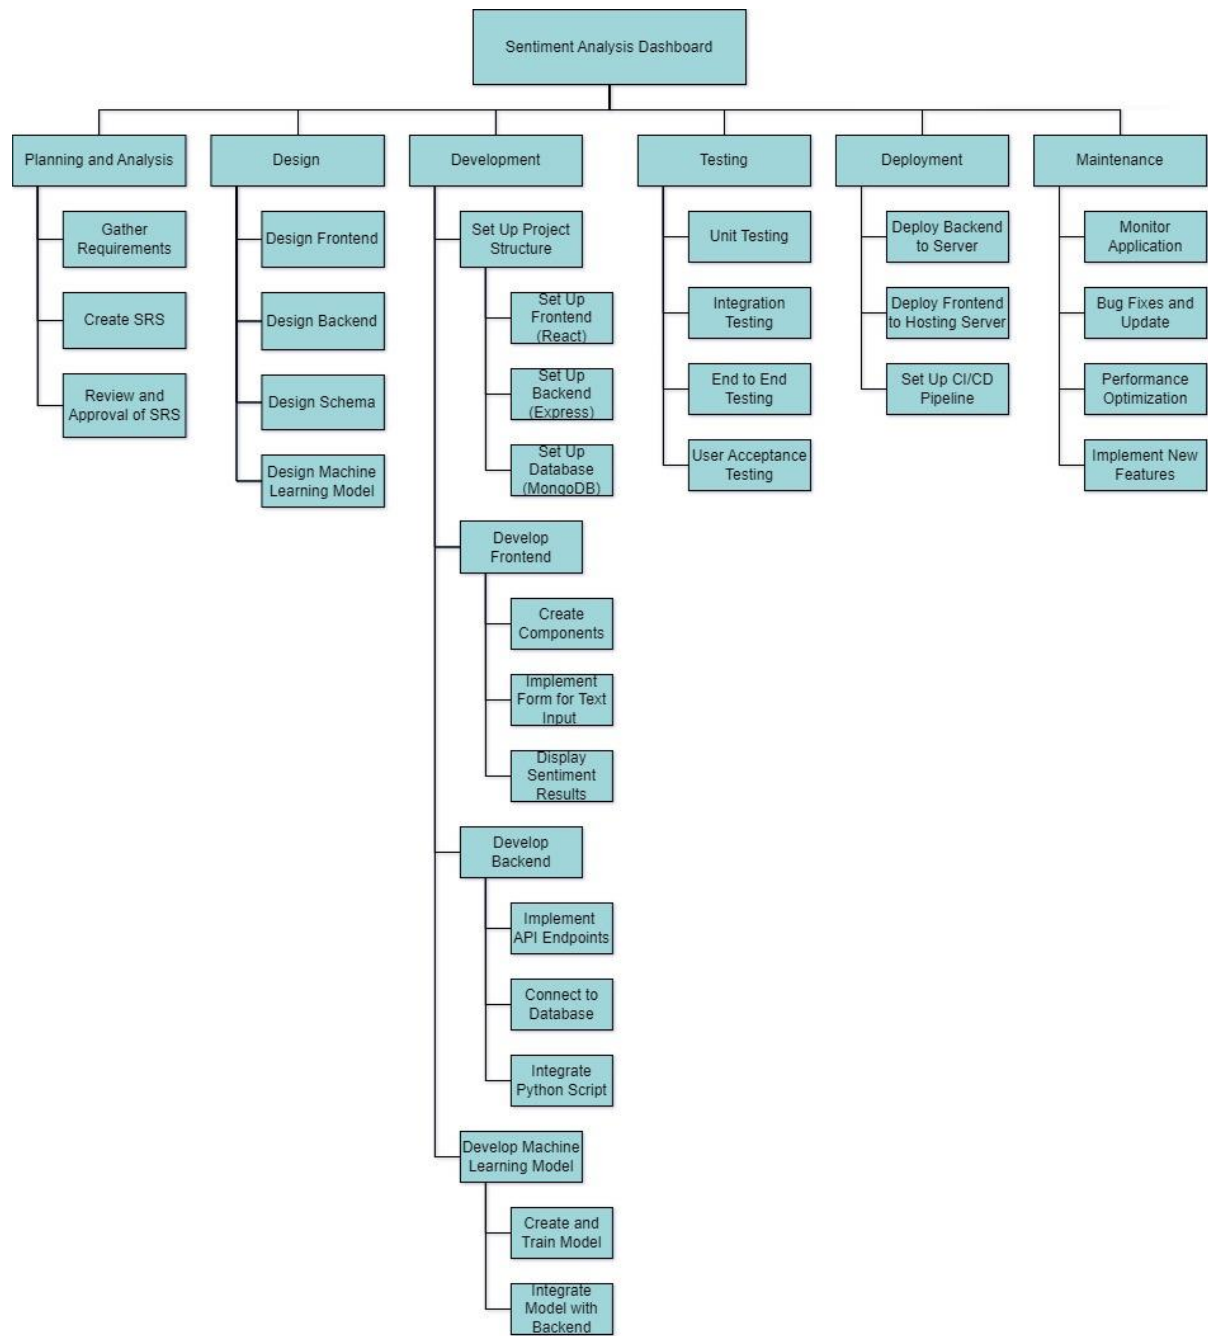 Sentiment Analysis Dashboard
Planning and Analysis
Gather
Requirements
Create SRS
Review and
Approval of SRS
Design
Design Frontend
Design Backend
Design Schema
Design Machine
Learning Model
Development
Set Up Project
Structure
Set Up
Frontend
(React)
Set Up
Backend
(Express)
Set Up
Database
(MongoDB)
Develop
Frontend
Create
Components
Implement
Form for Text
Input
Display
Sentiment
Results
Develop
Backend
Implement
API Endpoints
Connect to
Database
Integrate
Python Script
Develop Machine
Learning Model
Create and
Train Model
Integrate
Model with
Backend
Testing
Unit Testing
Integration
Testing
End to End
Testing
User Acceptance
Testing
Deployment
Deploy Backend
to Server
Deploy Frontend
to Hosting Server
Set Up CI/CD
Pipeline
Maintenance
Monitor
Application
Bug Fixes and
Update
Performance
Optimization
Implement New
Features